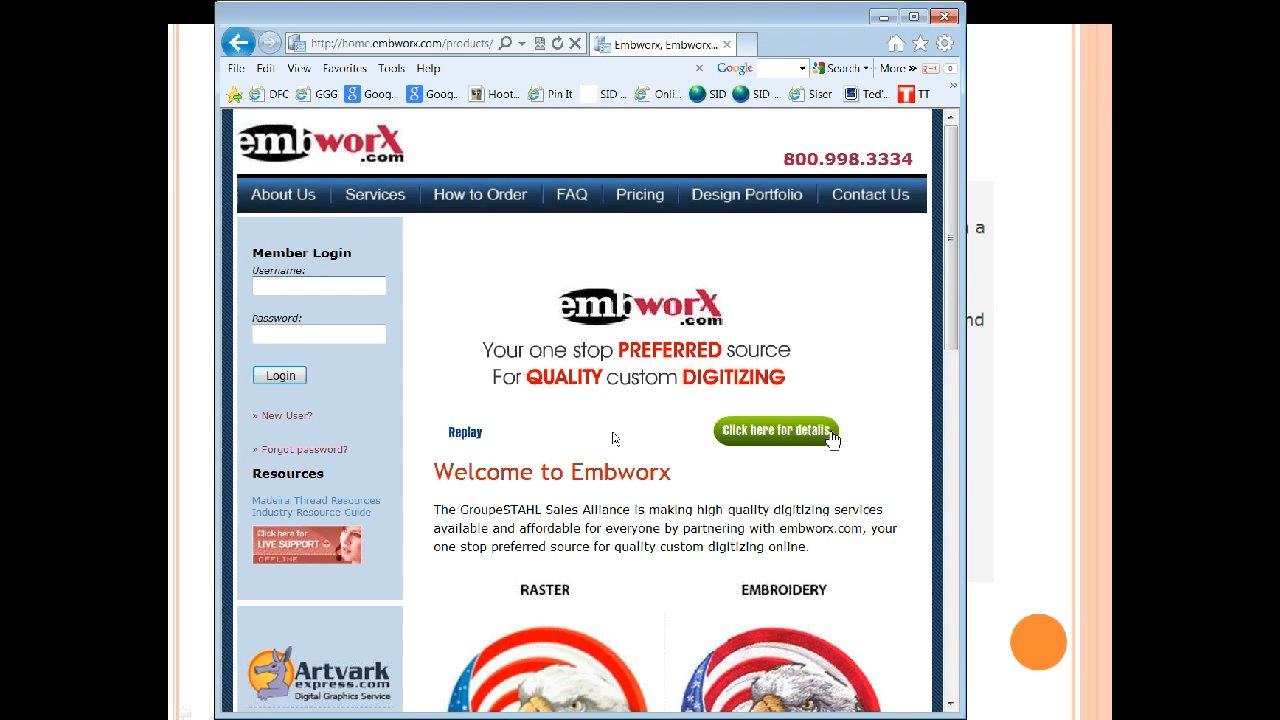 http://home.embworx.com/products/
Embworx, Embworx...
File Edit View Favorites Tools Help
Google
Search
More »
DFC GGG Goog... Goog... Hoot... Pin It SID ... Onli... SID SID ... Siser Ted'... TT
embworx
.com
800.998.3334
About Us Services How to Order FAQ Pricing Design Portfolio Contact Us
Member Login
Username:
Password:
Login
» New User?
» Forgot password?
Resources
Madeira Thread Resources
Industry Resource Guide
Click here for
LIVE SUPPORT
OFFLINE
Artvark
express.com
Digital Graphics Service
embworx
.com
Your one stop PREFERRED source
For QUALITY custom DIGITIZING
Replay
Click here for details
Welcome to Embworx
The GroupeSTAHL Sales Alliance is making high quality digitizing services
available and affordable for everyone by partnering with embworx.com, your
one stop preferred source for quality custom digitizing online.
RASTER EMBROIDERY
a
nd